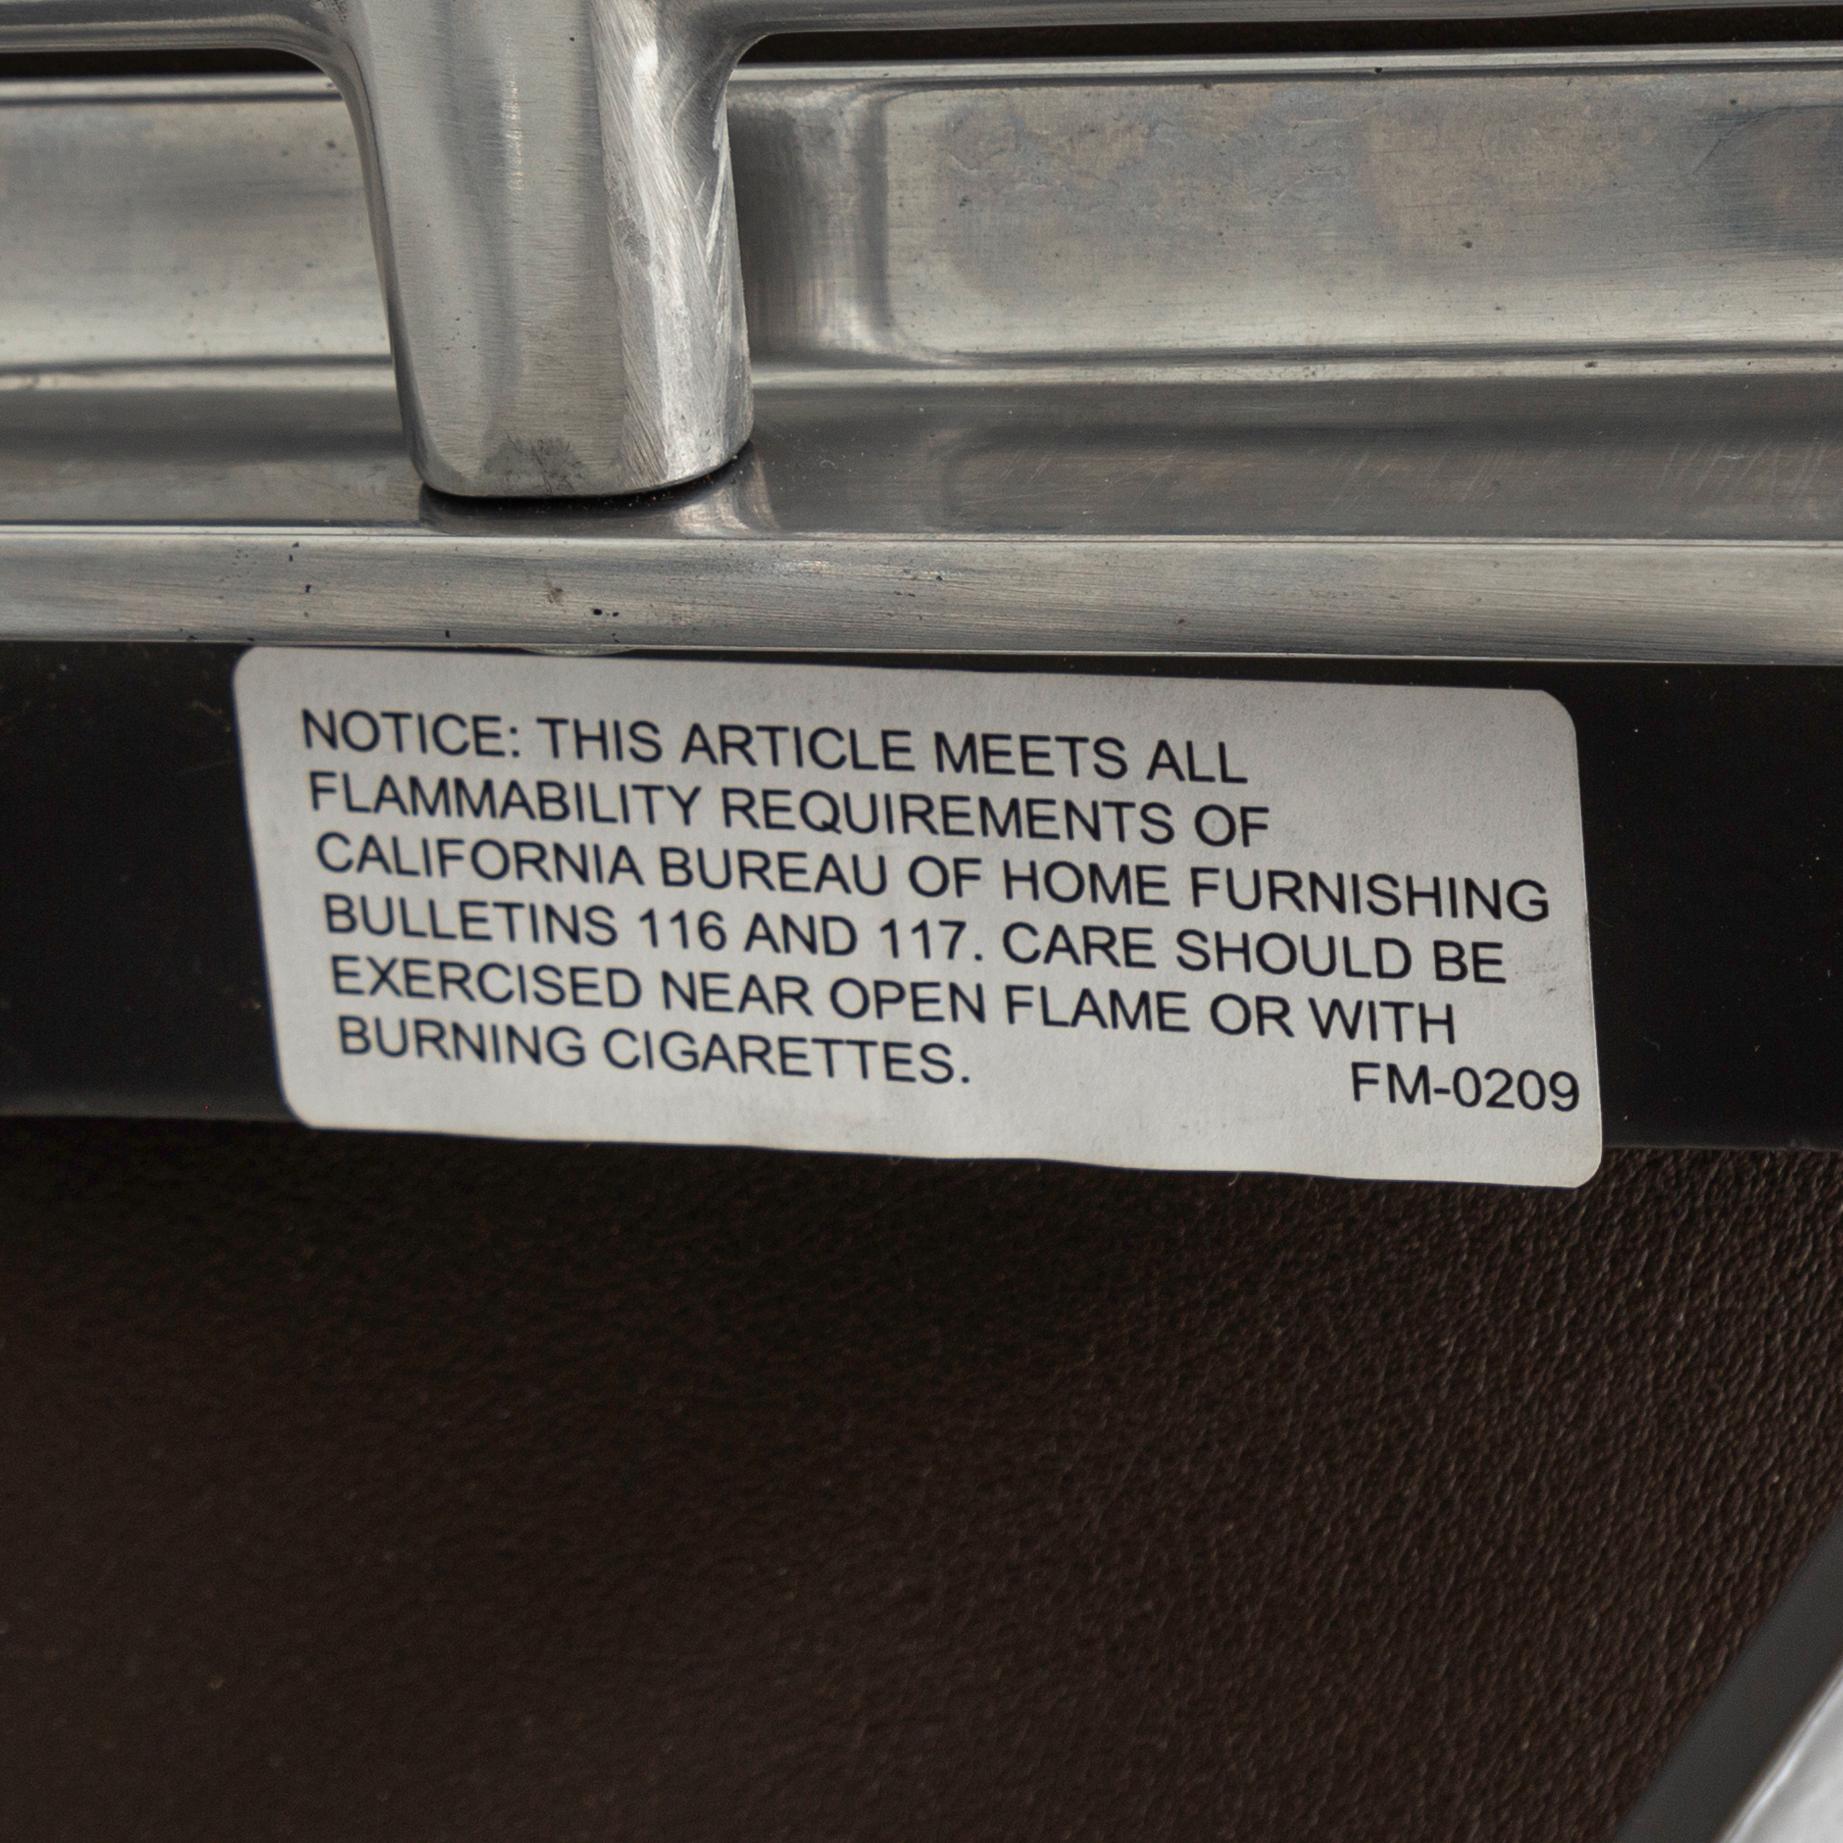 NOTICE: THIS ARTICLE MEETS ALL
FLAMMABILITY REQUIREMENTS OF
CALIFORNIA BUREAU OF HOME FURNISHING
BULLETINS 116 AND 117. CARE SHOULD BE
EXERCISED NEAR OPEN FLAME OR WITH
BURNING CIGARETTES.
FM-0209